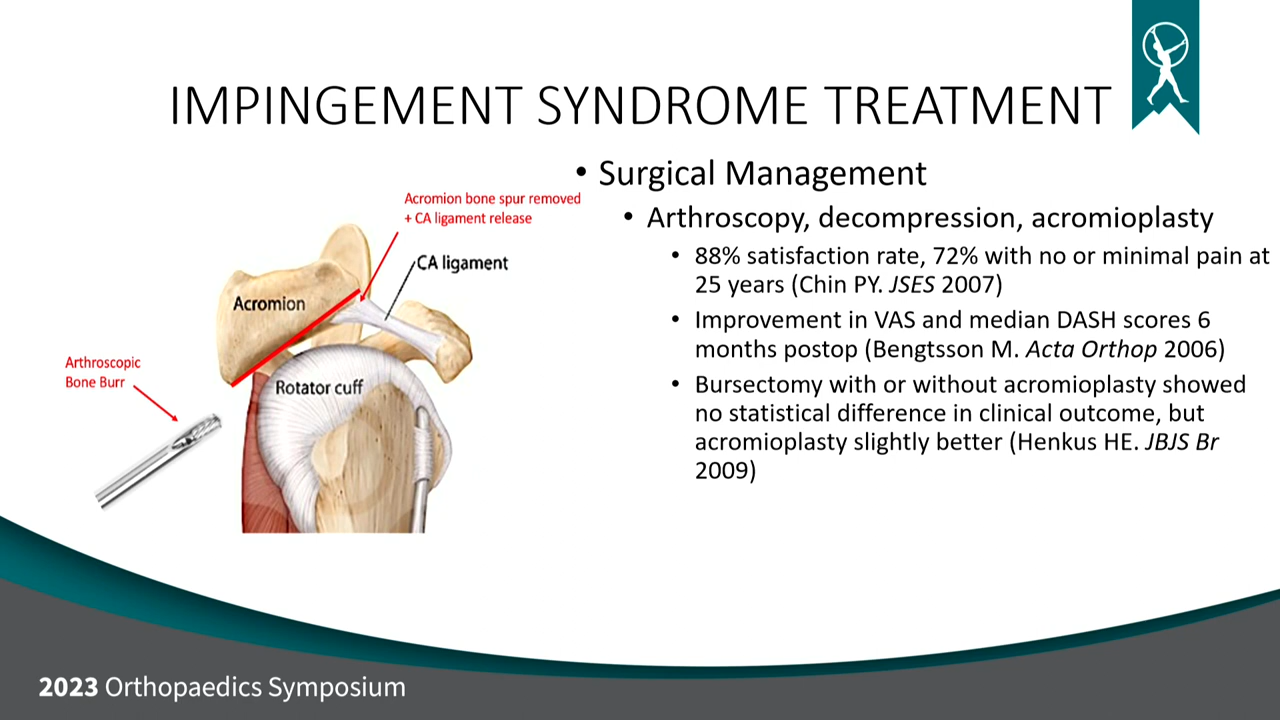 IMPINGEMENT SYNDROME TREATMENT
Acromion bone spur removed
+ CA ligament release
CA ligament
Acromion
Arthroscopic
Bone Burr
Rotator cuff
• Surgical Management
• Arthroscopy, decompression, acromioplasty
• 88% satisfaction rate, 72% with no or minimal pain at
25 years (Chin PY. JSES 2007)
• Improvement in VAS and median DASH scores 6
months postop (Bengtsson M. Acta Orthop 2006)
• Bursectomy with or without acromioplasty showed
no statistical difference in clinical outcome, but
acromioplasty slightly better (Henkus HE. JBJS Br
2009)
2023 Orthopaedics Symposium